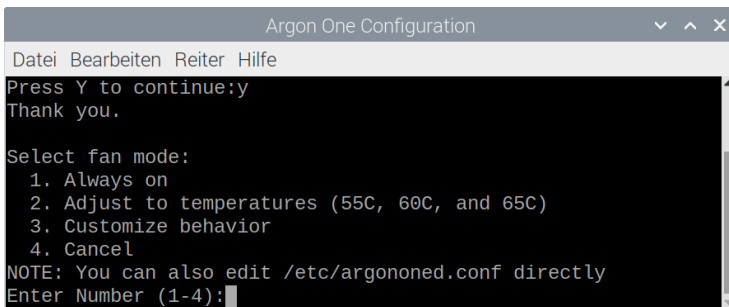 Argon One Configuration
Datei Bearbeiten Reiter Hilfe
Press Y to continue:y
Thank you.
Select fan mode:
1. Always on
2. Adjust to temperatures (55C, 60C, and 65C)
3. Customize behavior
4. Cancel
NOTE: You can also edit /etc/argononed.conf directly
Enter Number (1-4):